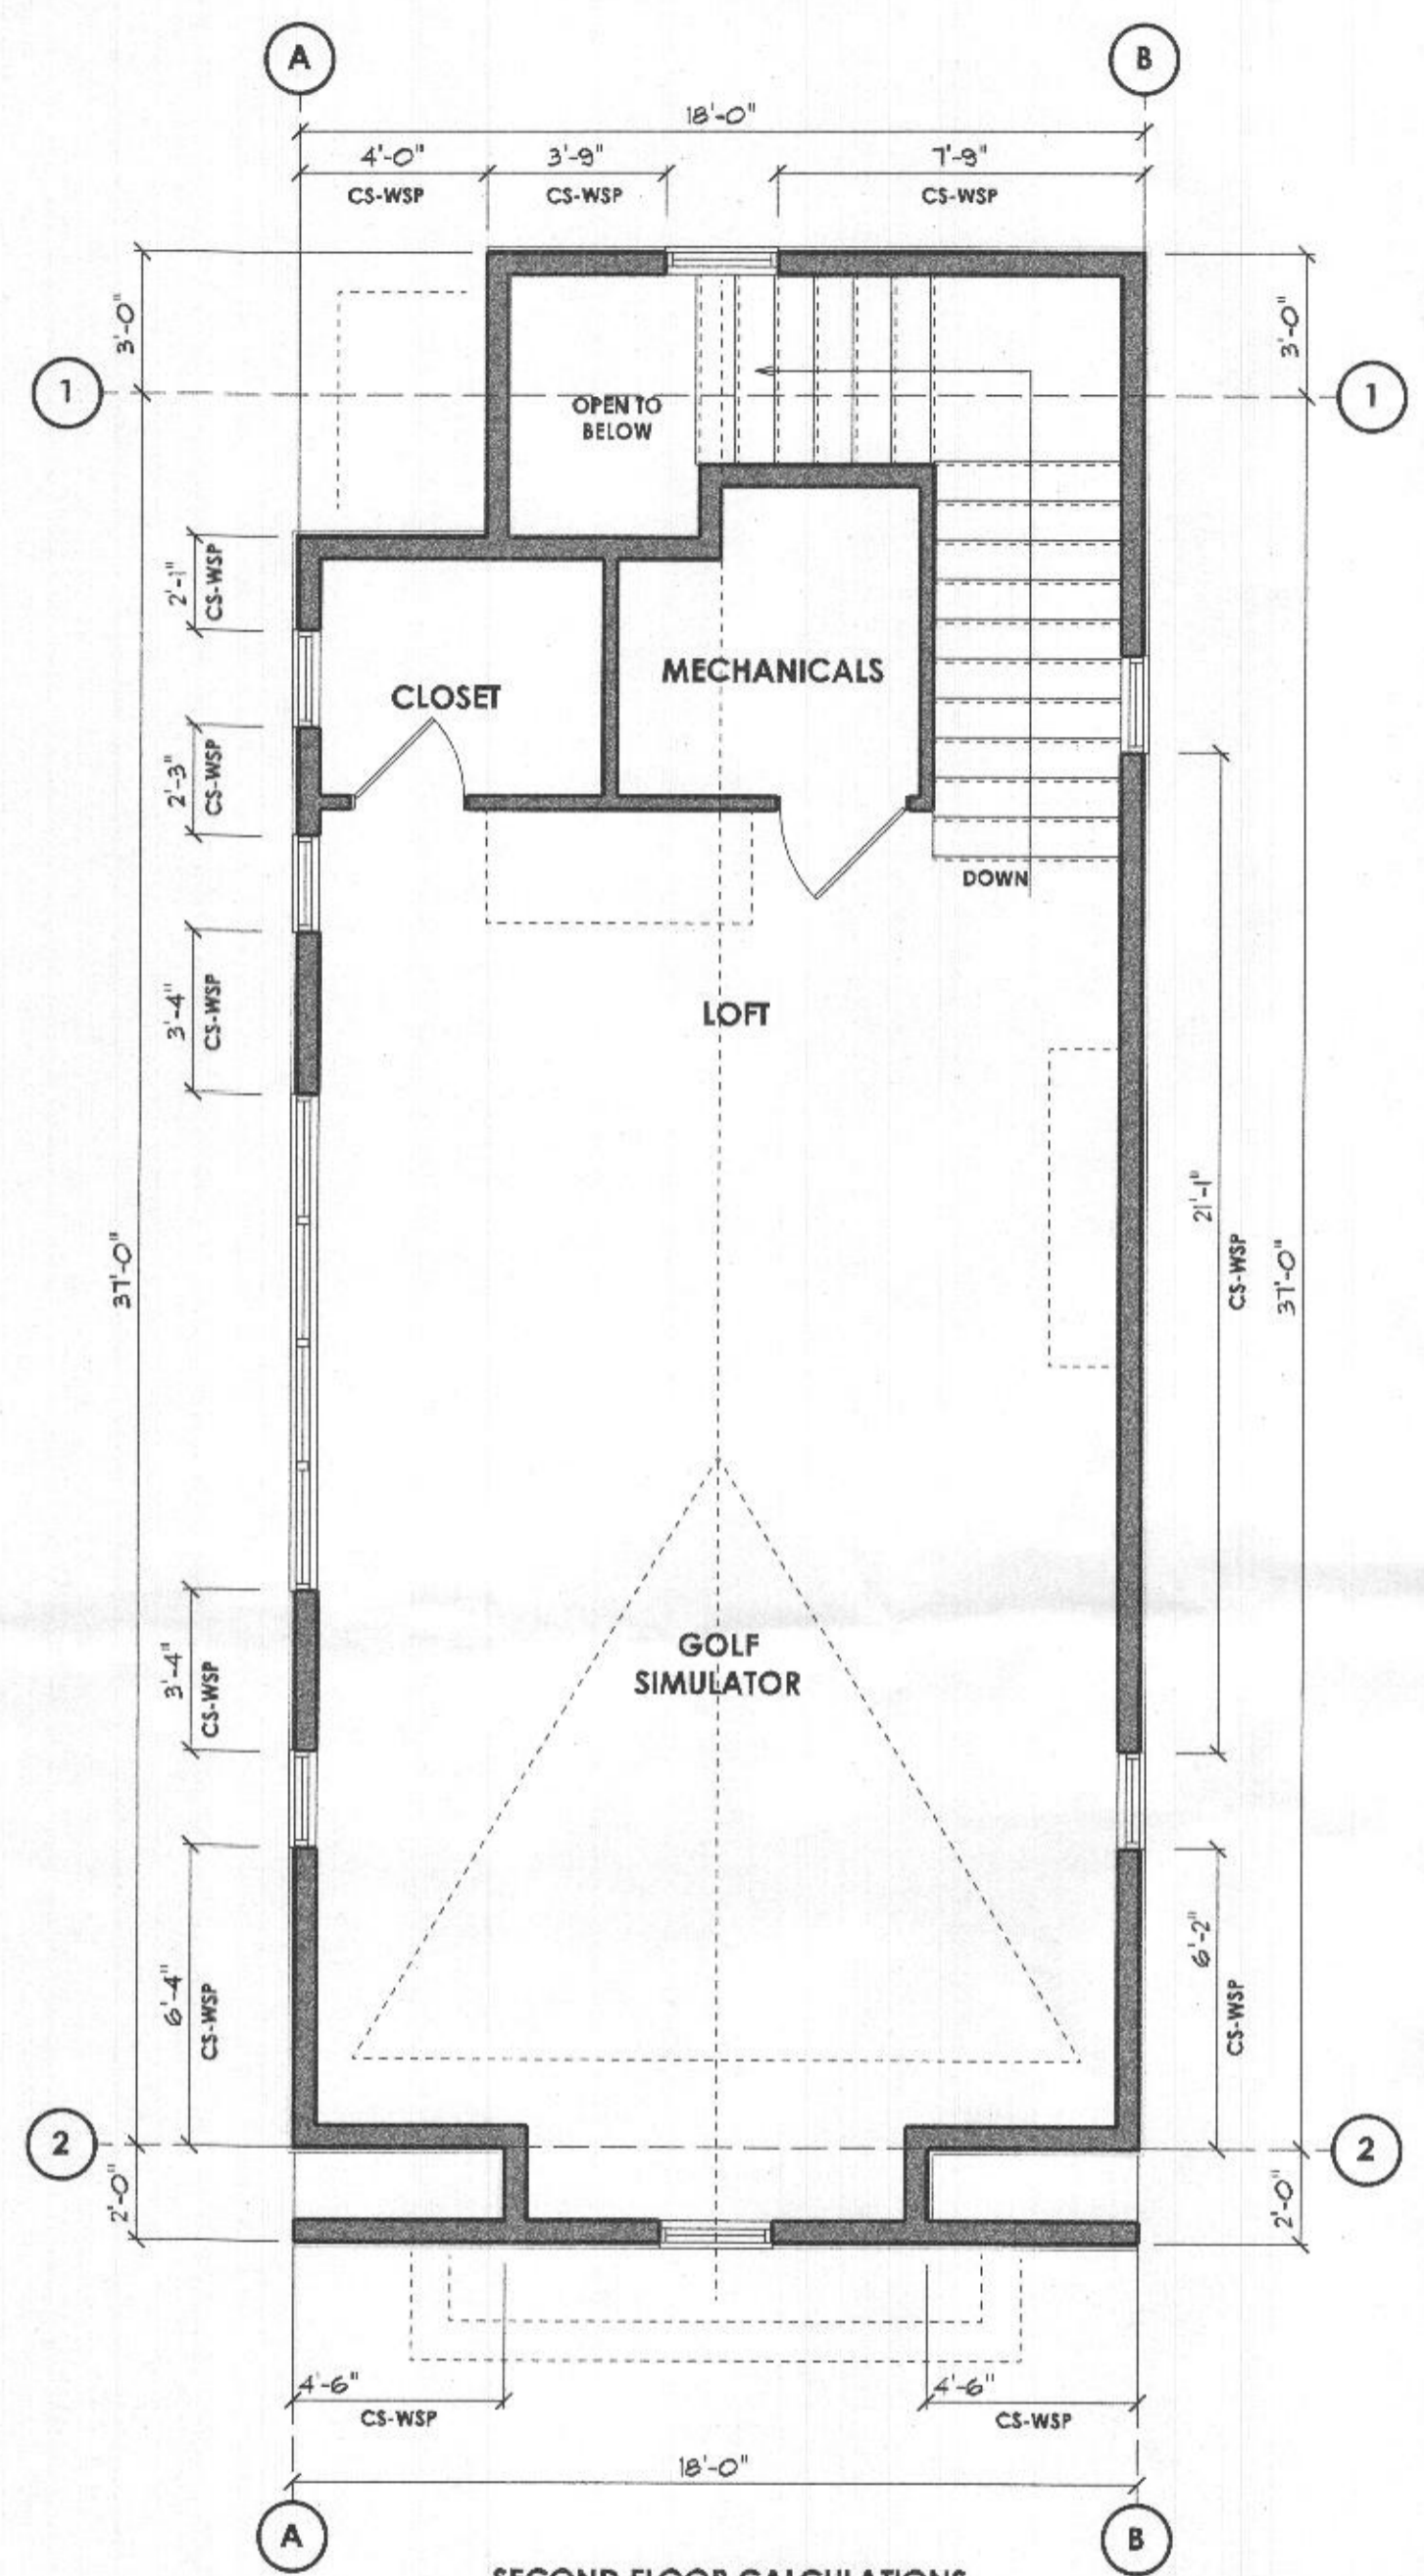 A
B
18'-0"
4'-0"
3'-9"
7'-9"
CS-WSP
CS-WSP
CS-WSP
3'-0"
3'-0"
1
1
OPEN TO
BELOW
2'-1"
CS-WSP
CLOSET
MECHANICALS
2'-3"
CS-WSP
DOWN
3'-4"
CS-WSP
LOFT
21'-1"
CS-WSP
37'-0"
37'-0"
GOLF
SIMULATOR
3'-4"
CS-WSP
6'-4"
CS-WSP
6'-2"
CS-WSP
2
2
2'-0"
2'-0"
4'-6"
4'-6"
CS-WSP
CS-WSP
18'-0"
A
B
SECOND FLOOR CALCULATIONS